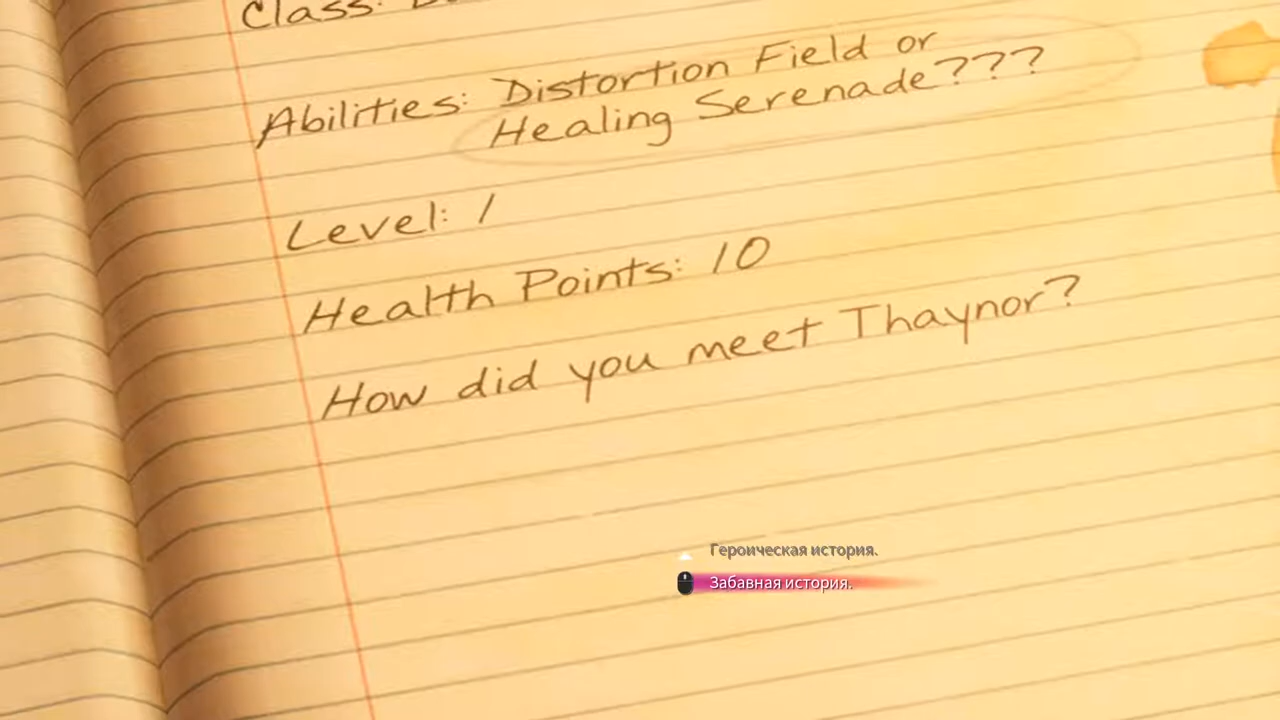 Class:
Abilities: Distortion Field or
Healing Serenade???
Level: 1
Health Points: 10
How did you meet Thaynor?
Героическая история.
Забавная история.